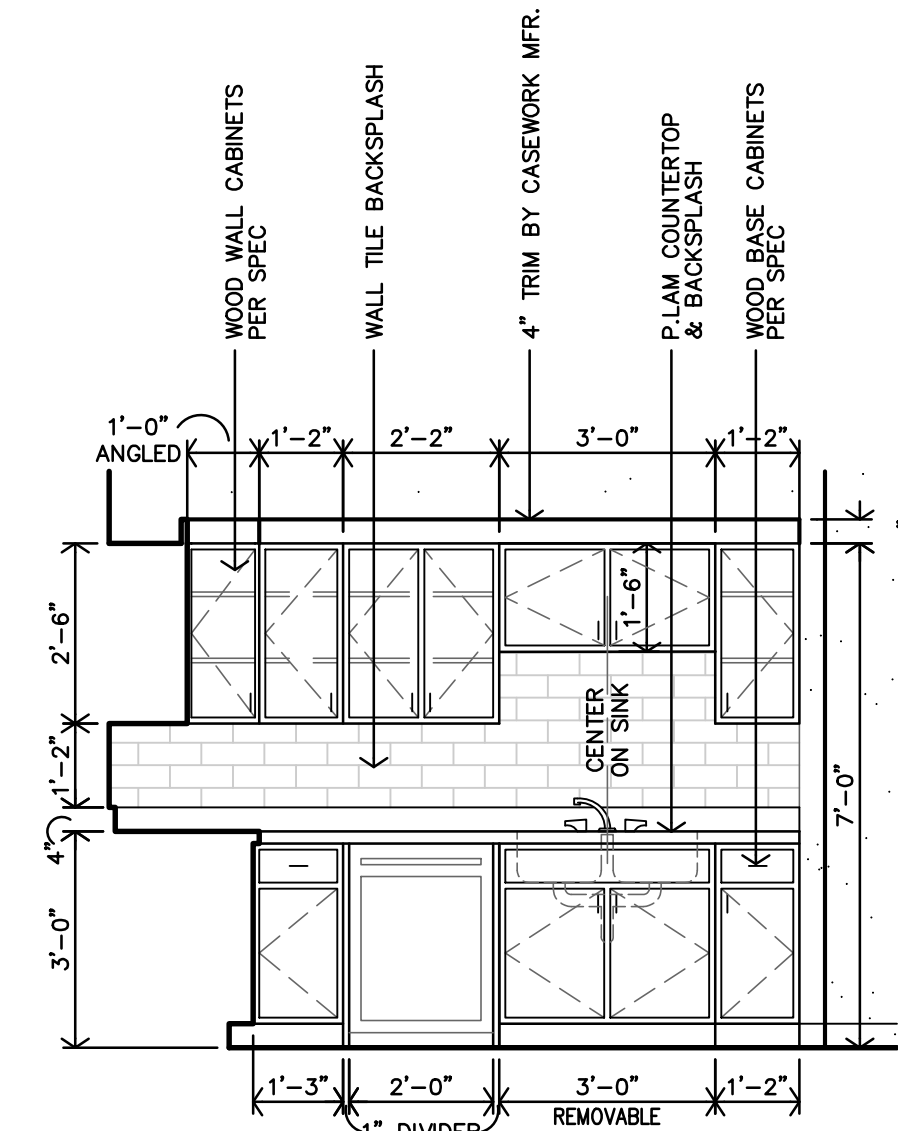 WOOD WALL CABINETS
PER SPEC
WALL TILE BACKSPLASH
4” TRIM BY CASEWORK MFR.
P.LAM COUNTERTOP
& BACKSPLASH
WOOD BASE CABINETS
PER SPEC
1'-0”
ANGLED
1'-2”
2'-2”
3'-0”
1'-2”
2'-6”
1'-6”
CENTER
ON SINK
1'-2”
7'-0”
4”
3'-0”
1'-3”
2'-0”
3'-0”
1'-2”
REMOVABLE
1” DIVIDER